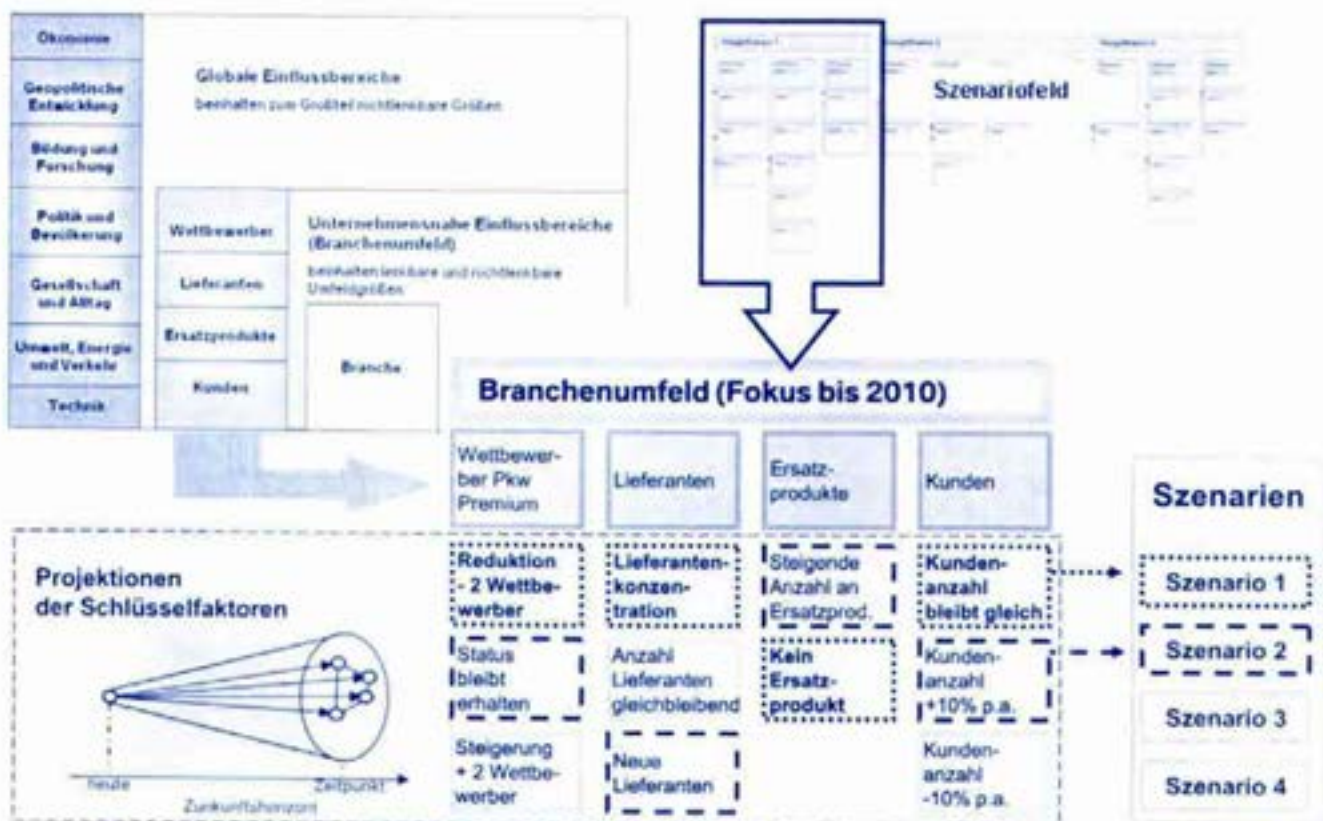 Ökonomie
Geopolitische
Entwicklung
Bildung und
Forschung
Politik und
Bevölkerung
Gesellschaft
und Alltag
Umwelt, Energie
und Verkehr
Technik
Globale Einflussbereiche
beinhalten zum Großteil nichtlenkbare Größen
Wettbewerber
Lieferanten
Ersatzprodukte
Kunden
Unternehmensnahe Einflussbereiche
(Branchenumfeld)
beinhalten lenkbare und nichtlenkbare
Umfeldgrößen
Branche
Szenariofeld
Branchenumfeld (Fokus bis 2010)
Wettbewer-
ber Pkw
Premium
Lieferanten
Ersatz-
produkte
Kunden
Projektionen
der Schlüsselfaktoren
heute
Zeitpunkt
Zunkunftshorizont
Reduktion
- 2 Wettbe-
werber
Lieferanten-
konzen-
tration
Steigende
Anzahl an
Ersatzprod.
Kunden-
anzahl
bleibt gleich
Status
bleibt
erhalten
Anzahl
Lieferanten
gleichbleibend
Kein
Ersatz-
produkt
Kunden-
anzahl
+10% p.a.
Steigerung
+ 2 Wettbe-
werber
Neue
Lieferanten
Kunden-
anzahl
-10% p.a.
Szenarien
Szenario 1
Szenario 2
Szenario 3
Szenario 4